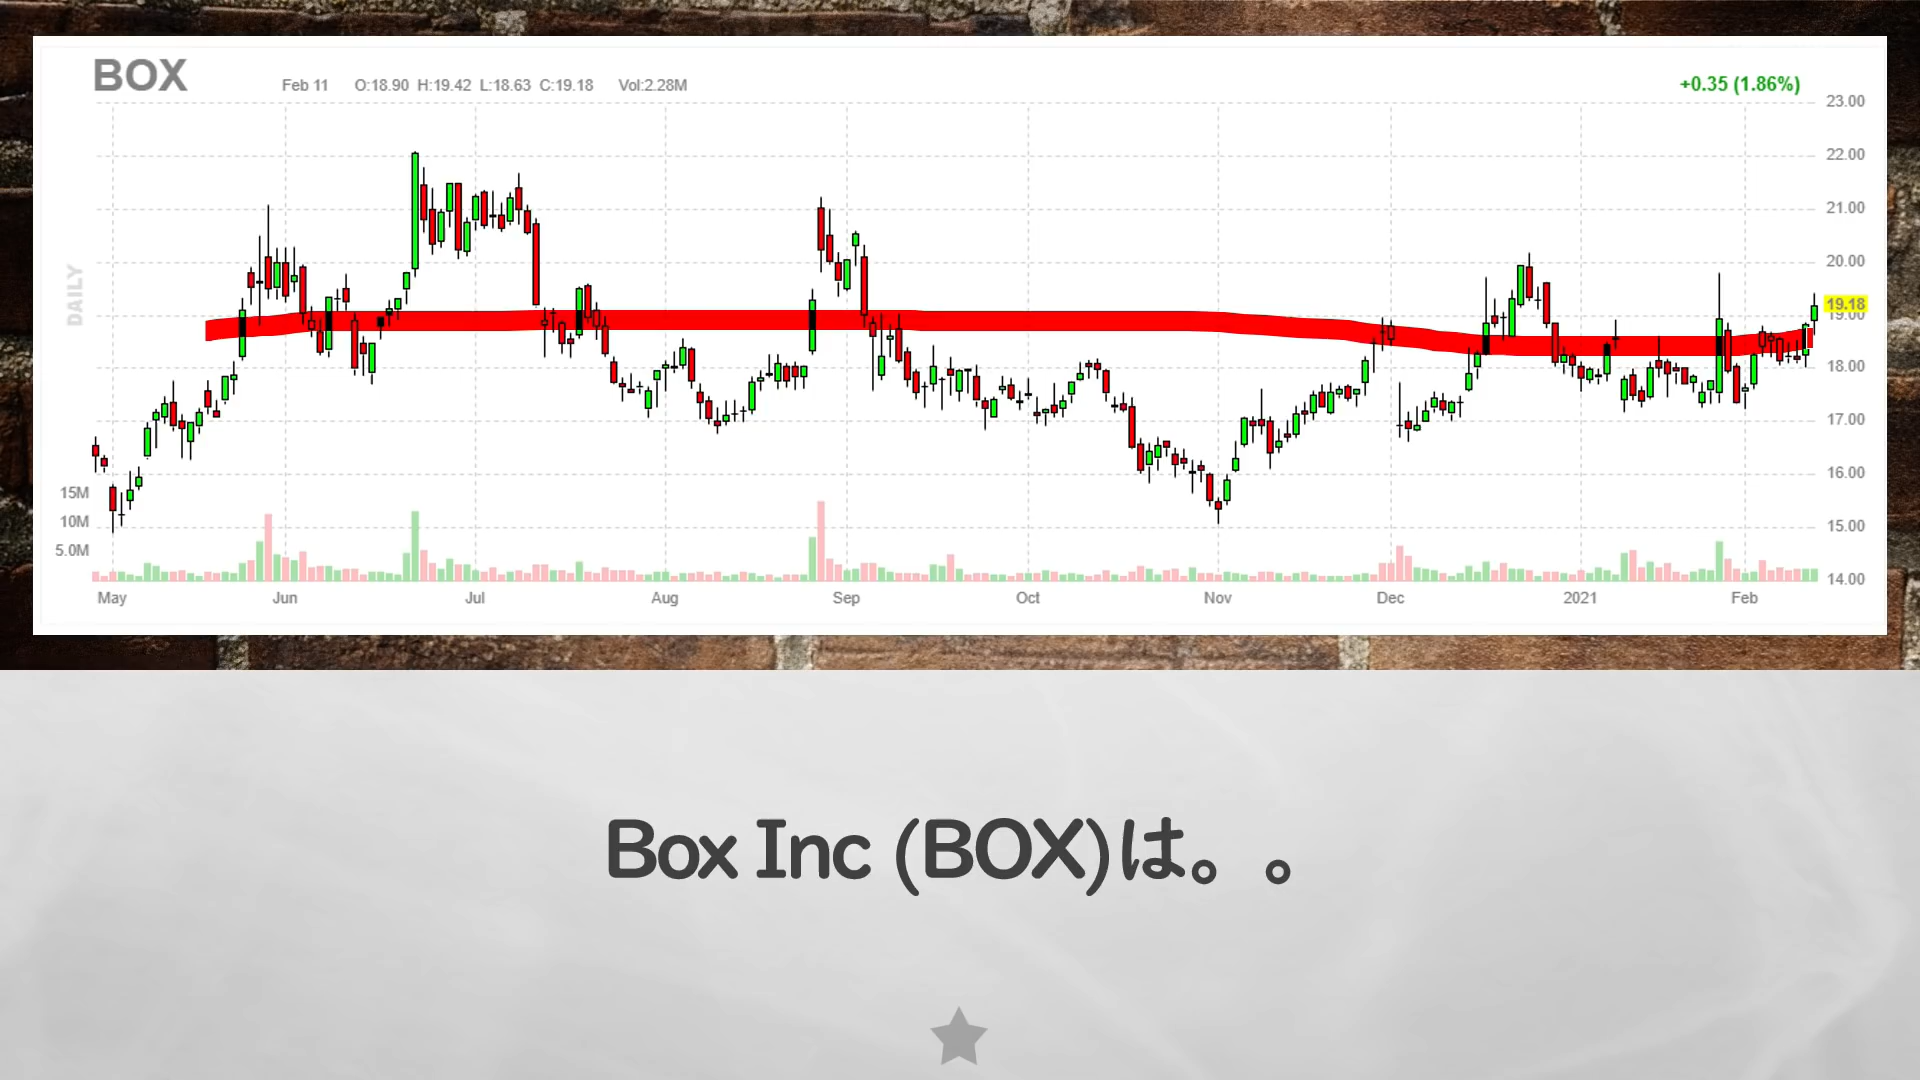 BOX
Feb 11 O:18.90 H:19.42 L:18.63 C:19.18 Vol:2.28M
+0.35 (1.86%)
23.00
22.00
21.00
20.00
19.18
19.00
18.00
17.00
16.00
15.00
14.00
DAILY
15M
10M
5.0M
May Jun Jul Aug Sep Oct Nov Dec 2021 Feb
Box Inc (BOX)は。。